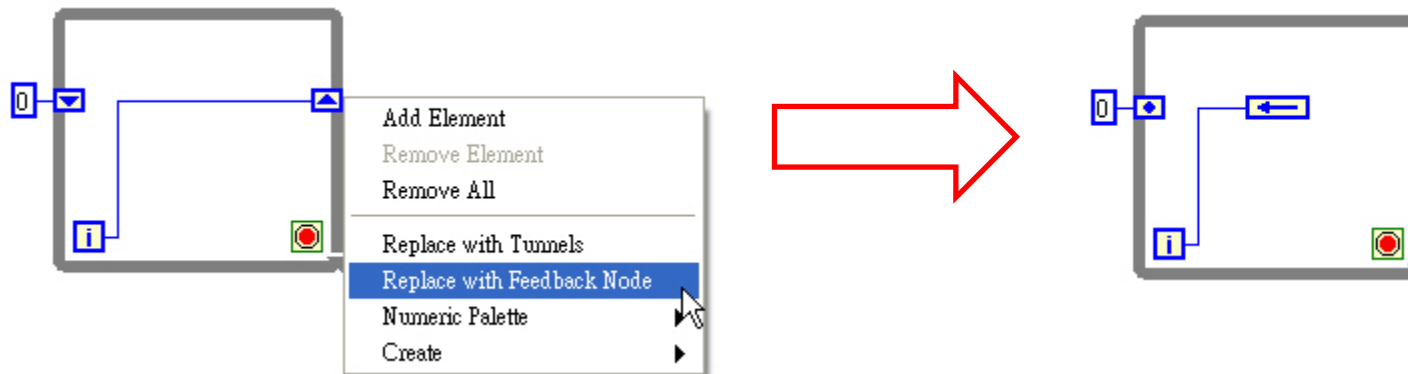 0
i
Add Element
Remove Element
Remove All
Replace with Tunnels
Replace with Feedback Node
Numeric Palette
Create
0
i